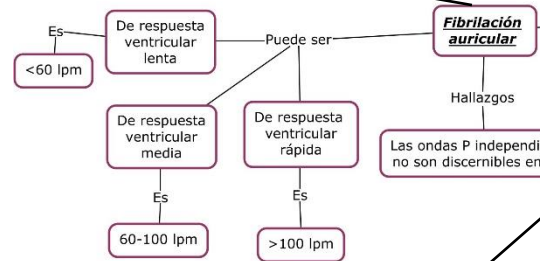 Es
<60 lpm
De respuesta
ventricular
lenta
Puede ser
Fibrilación
auricular
Hallazgos
Las ondas P independi
no son discernibles en
De respuesta
ventricular
media
Es
60-100 lpm
De respuesta
ventricular
rápida
Es
>100 lpm